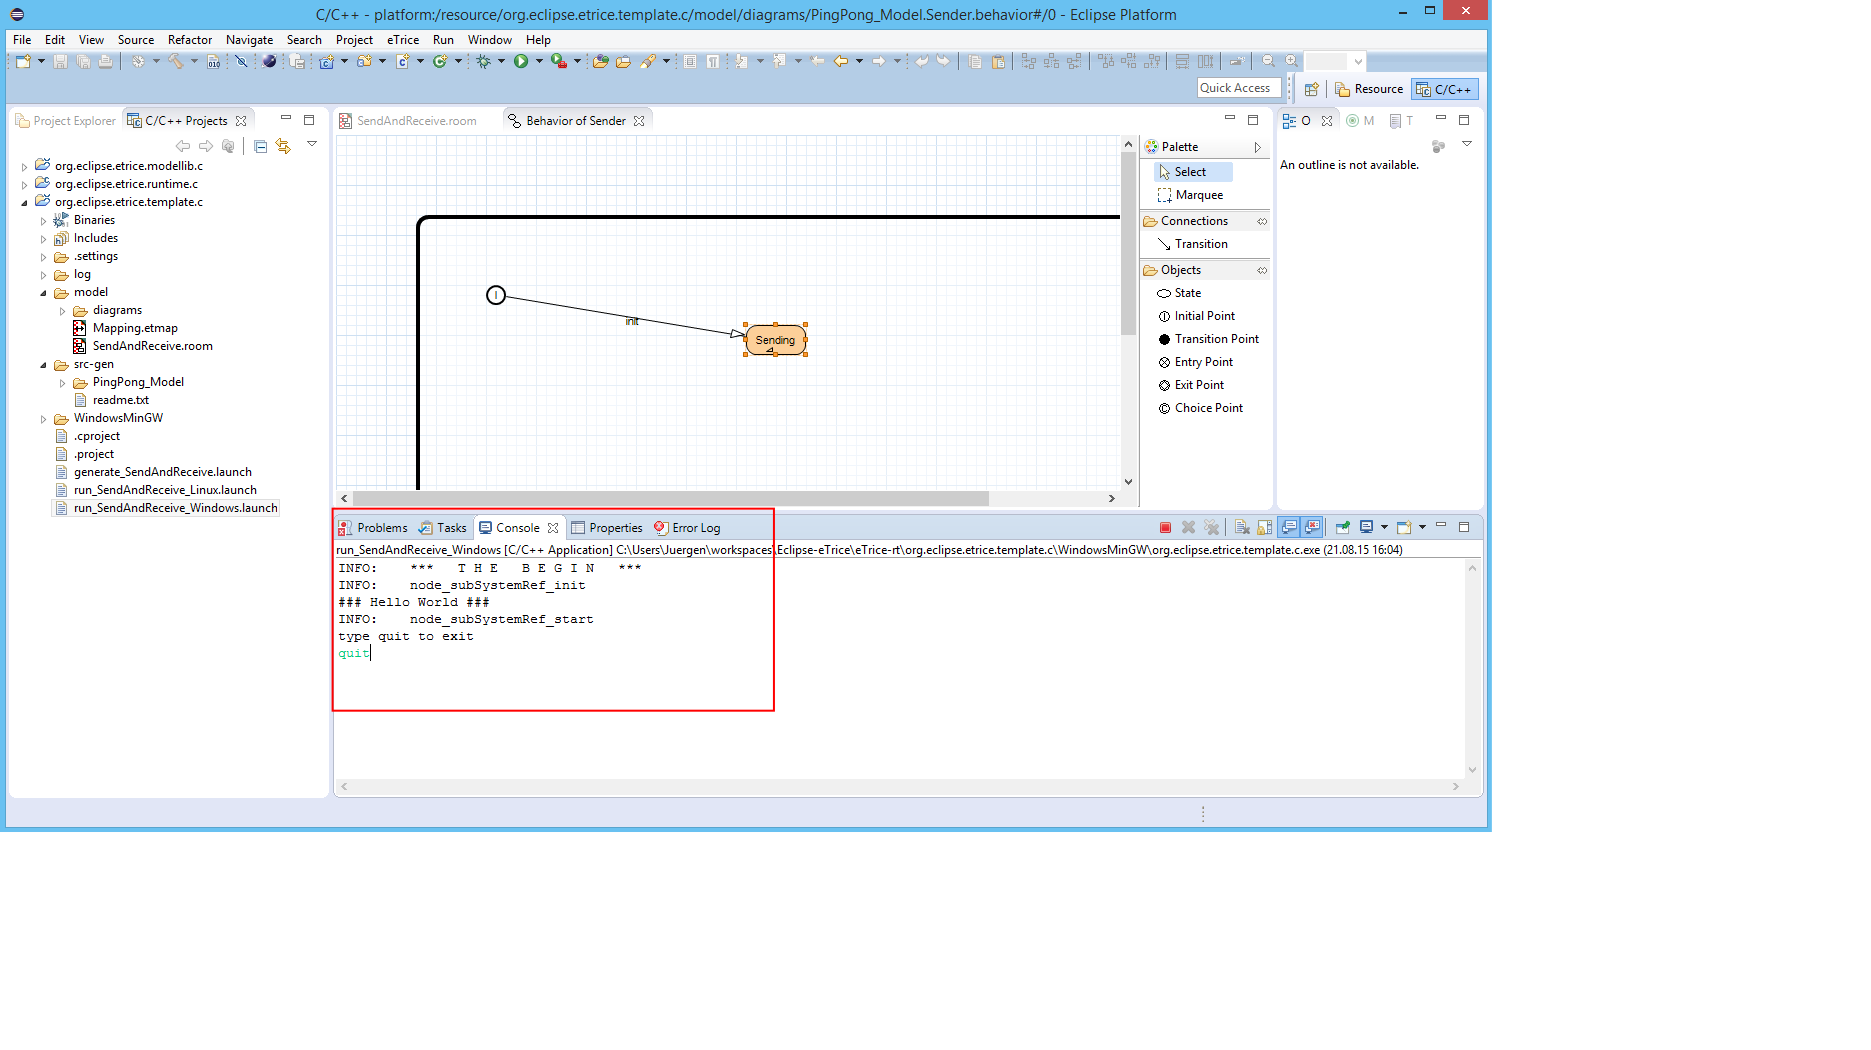 C/C++ - platform:/resource/org.eclipse.etrice.template.c/model/diagrams/PingPong_Model.Sender.behavior#/0 - Eclipse Platform
File Edit View Source Refactor Navigate Search Project eTrice Run Window Help
Quick Access Resource C/C++
Project Explorer C/C++ Projects
org.eclipse.etrice.modellib.c
org.eclipse.etrice.runtime.c
org.eclipse.etrice.template.c
Binaries
Includes
.settings
log
model
diagrams
Mapping.etmap
SendAndReceive.room
src-gen
PingPong_Model
readme.txt
WindowsMinGW
.cproject
.project
generate_SendAndReceive.launch
run_SendAndReceive_Linux.launch
run_SendAndReceive_Windows.launch
SendAndReceive.room Behavior of Sender
I
init
Sending
Palette
Select
Marquee
Connections
Transition
Objects
State
Initial Point
Transition Point
Entry Point
Exit Point
Choice Point
O M T
An outline is not available.
Problems Tasks Console Properties Error Log
run_SendAndReceive_Windows [C/C++ Application] C:\Users\Juergen\workspaces\Eclipse-eTrice\eTrice-rt\org.eclipse.etrice.template.c\WindowsMinGW\org.eclipse.etrice.template.c.exe (21.08.15 16:04)
INFO: *** T H E B E G I N ***
INFO: node_subSystemRef_init
### Hello World ###
INFO: node_subSystemRef_start
type quit to exit
quit